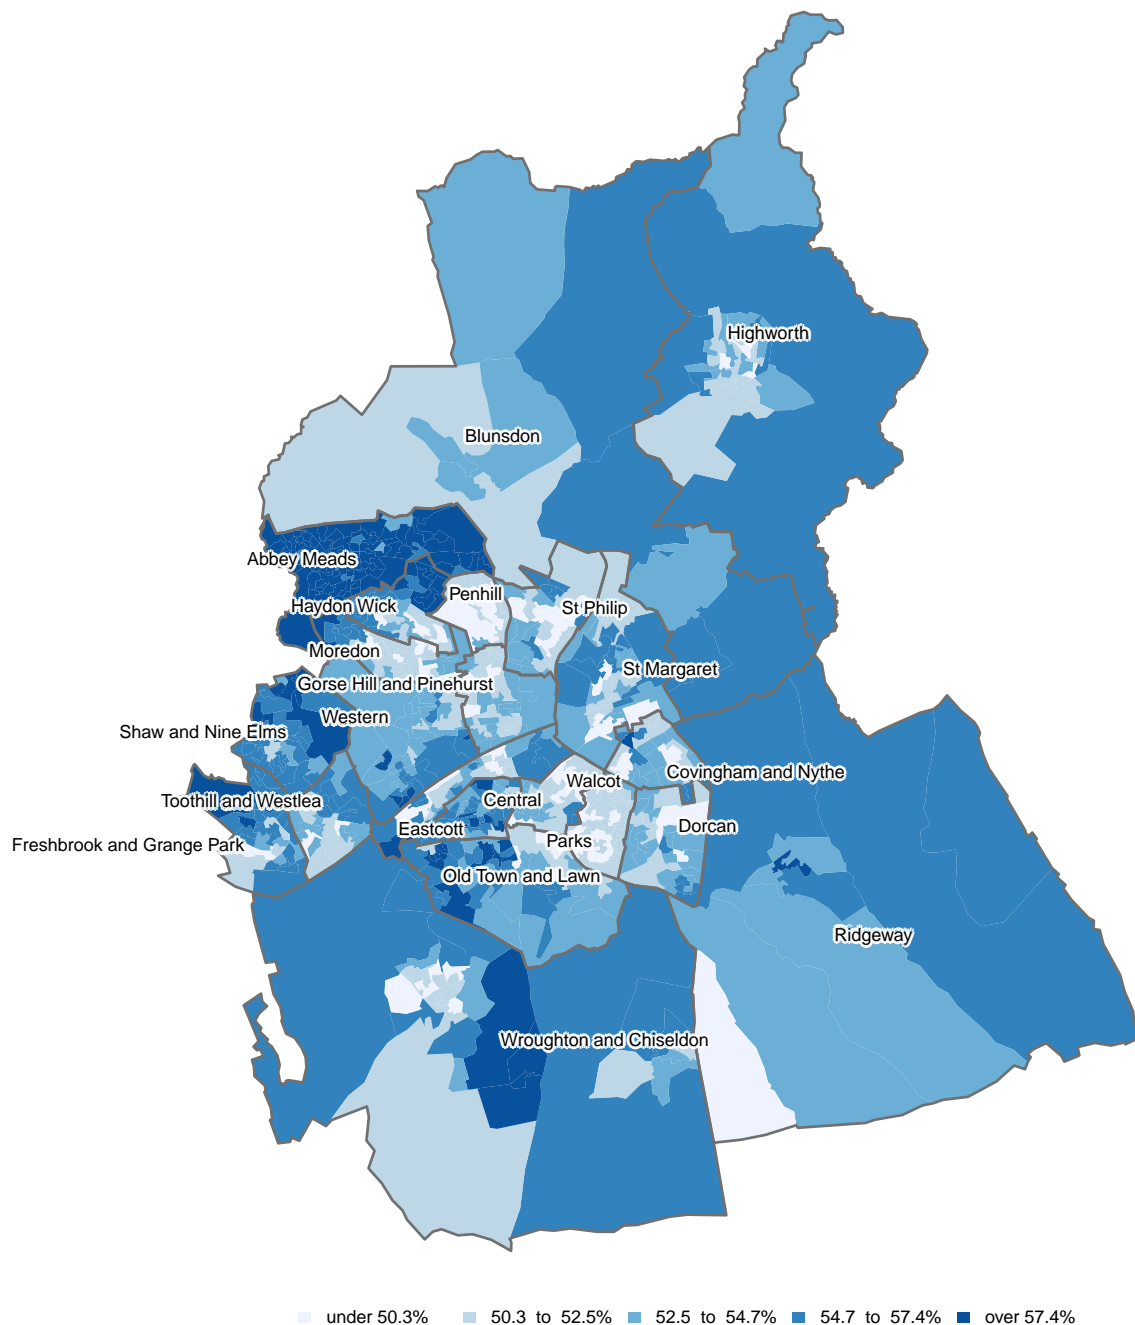 Highworth
Blunsdon
Abbey Meads
Penhill
Haydon Wick
St Philip
Moredon
St Margaret
Gorse Hill and Pinehurst
Western
Shaw and Nine Elms
Covingham and Nythe
Walcot
Toothill and Westlea
Central
Dorcan
Eastcott
Parks
Freshbrook and Grange Park
Old Town and Lawn
Ridgeway
Wroughton and Chiseldon
under 50.3% 50.3 to 52.5% 52.5 to 54.7% 54.7 to 57.4% over 57.4%